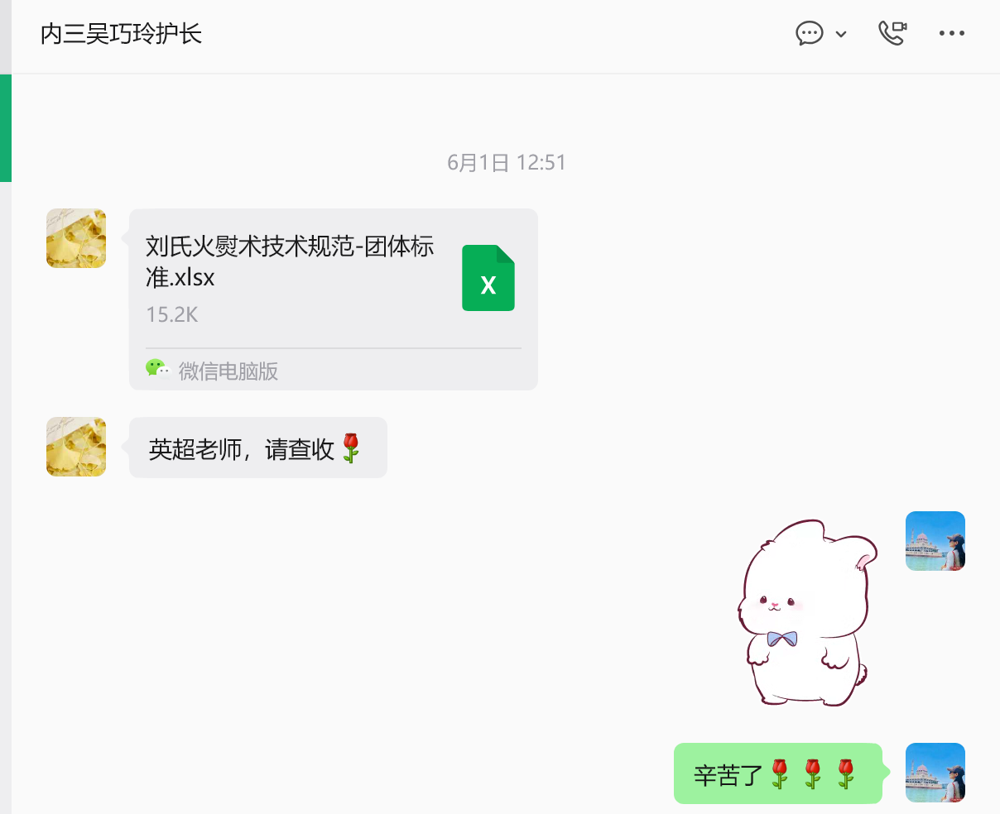 内三吴巧玲护长
6月1日 12:51
刘氏火熨术技术规范-团体标
准.xlsx
X
15.2K
微信电脑版
英超老师，请查收🌹
辛苦了🌹🌹🌹